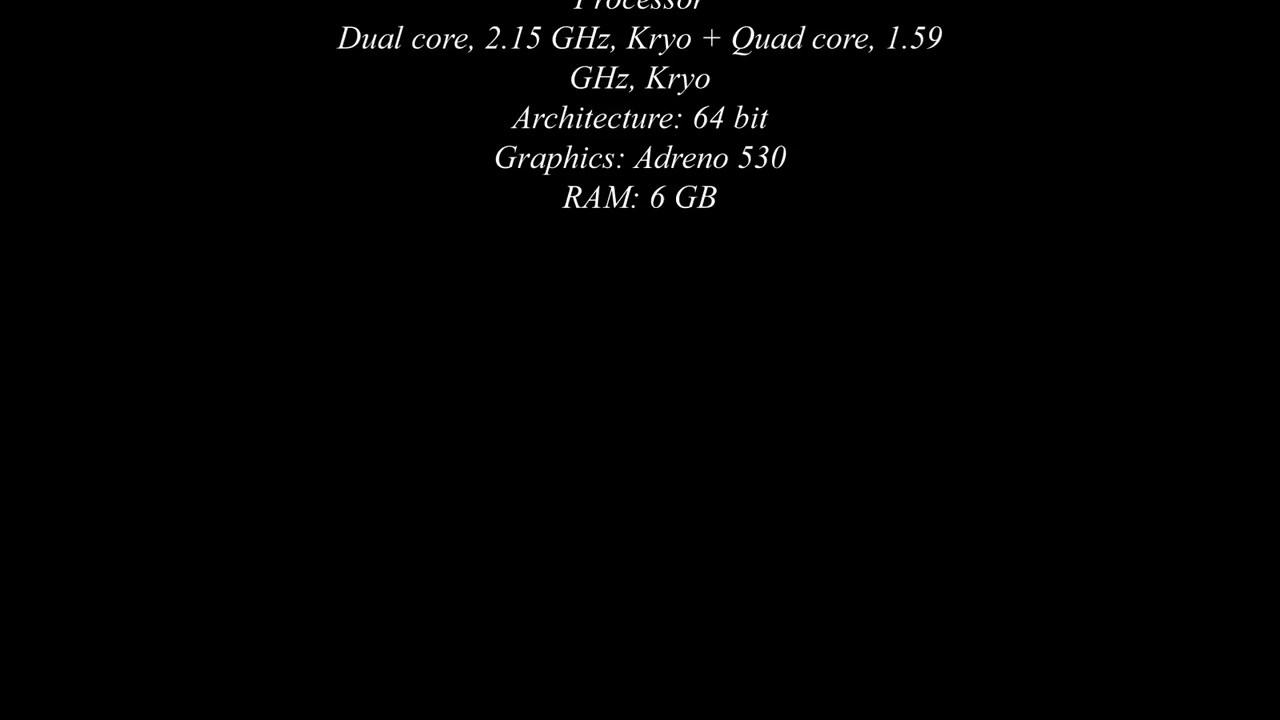 Processor
Dual core, 2.15 GHz, Kryo + Quad core, 1.59
GHz, Kryo
Architecture: 64 bit
Graphics: Adreno 530
RAM: 6 GB